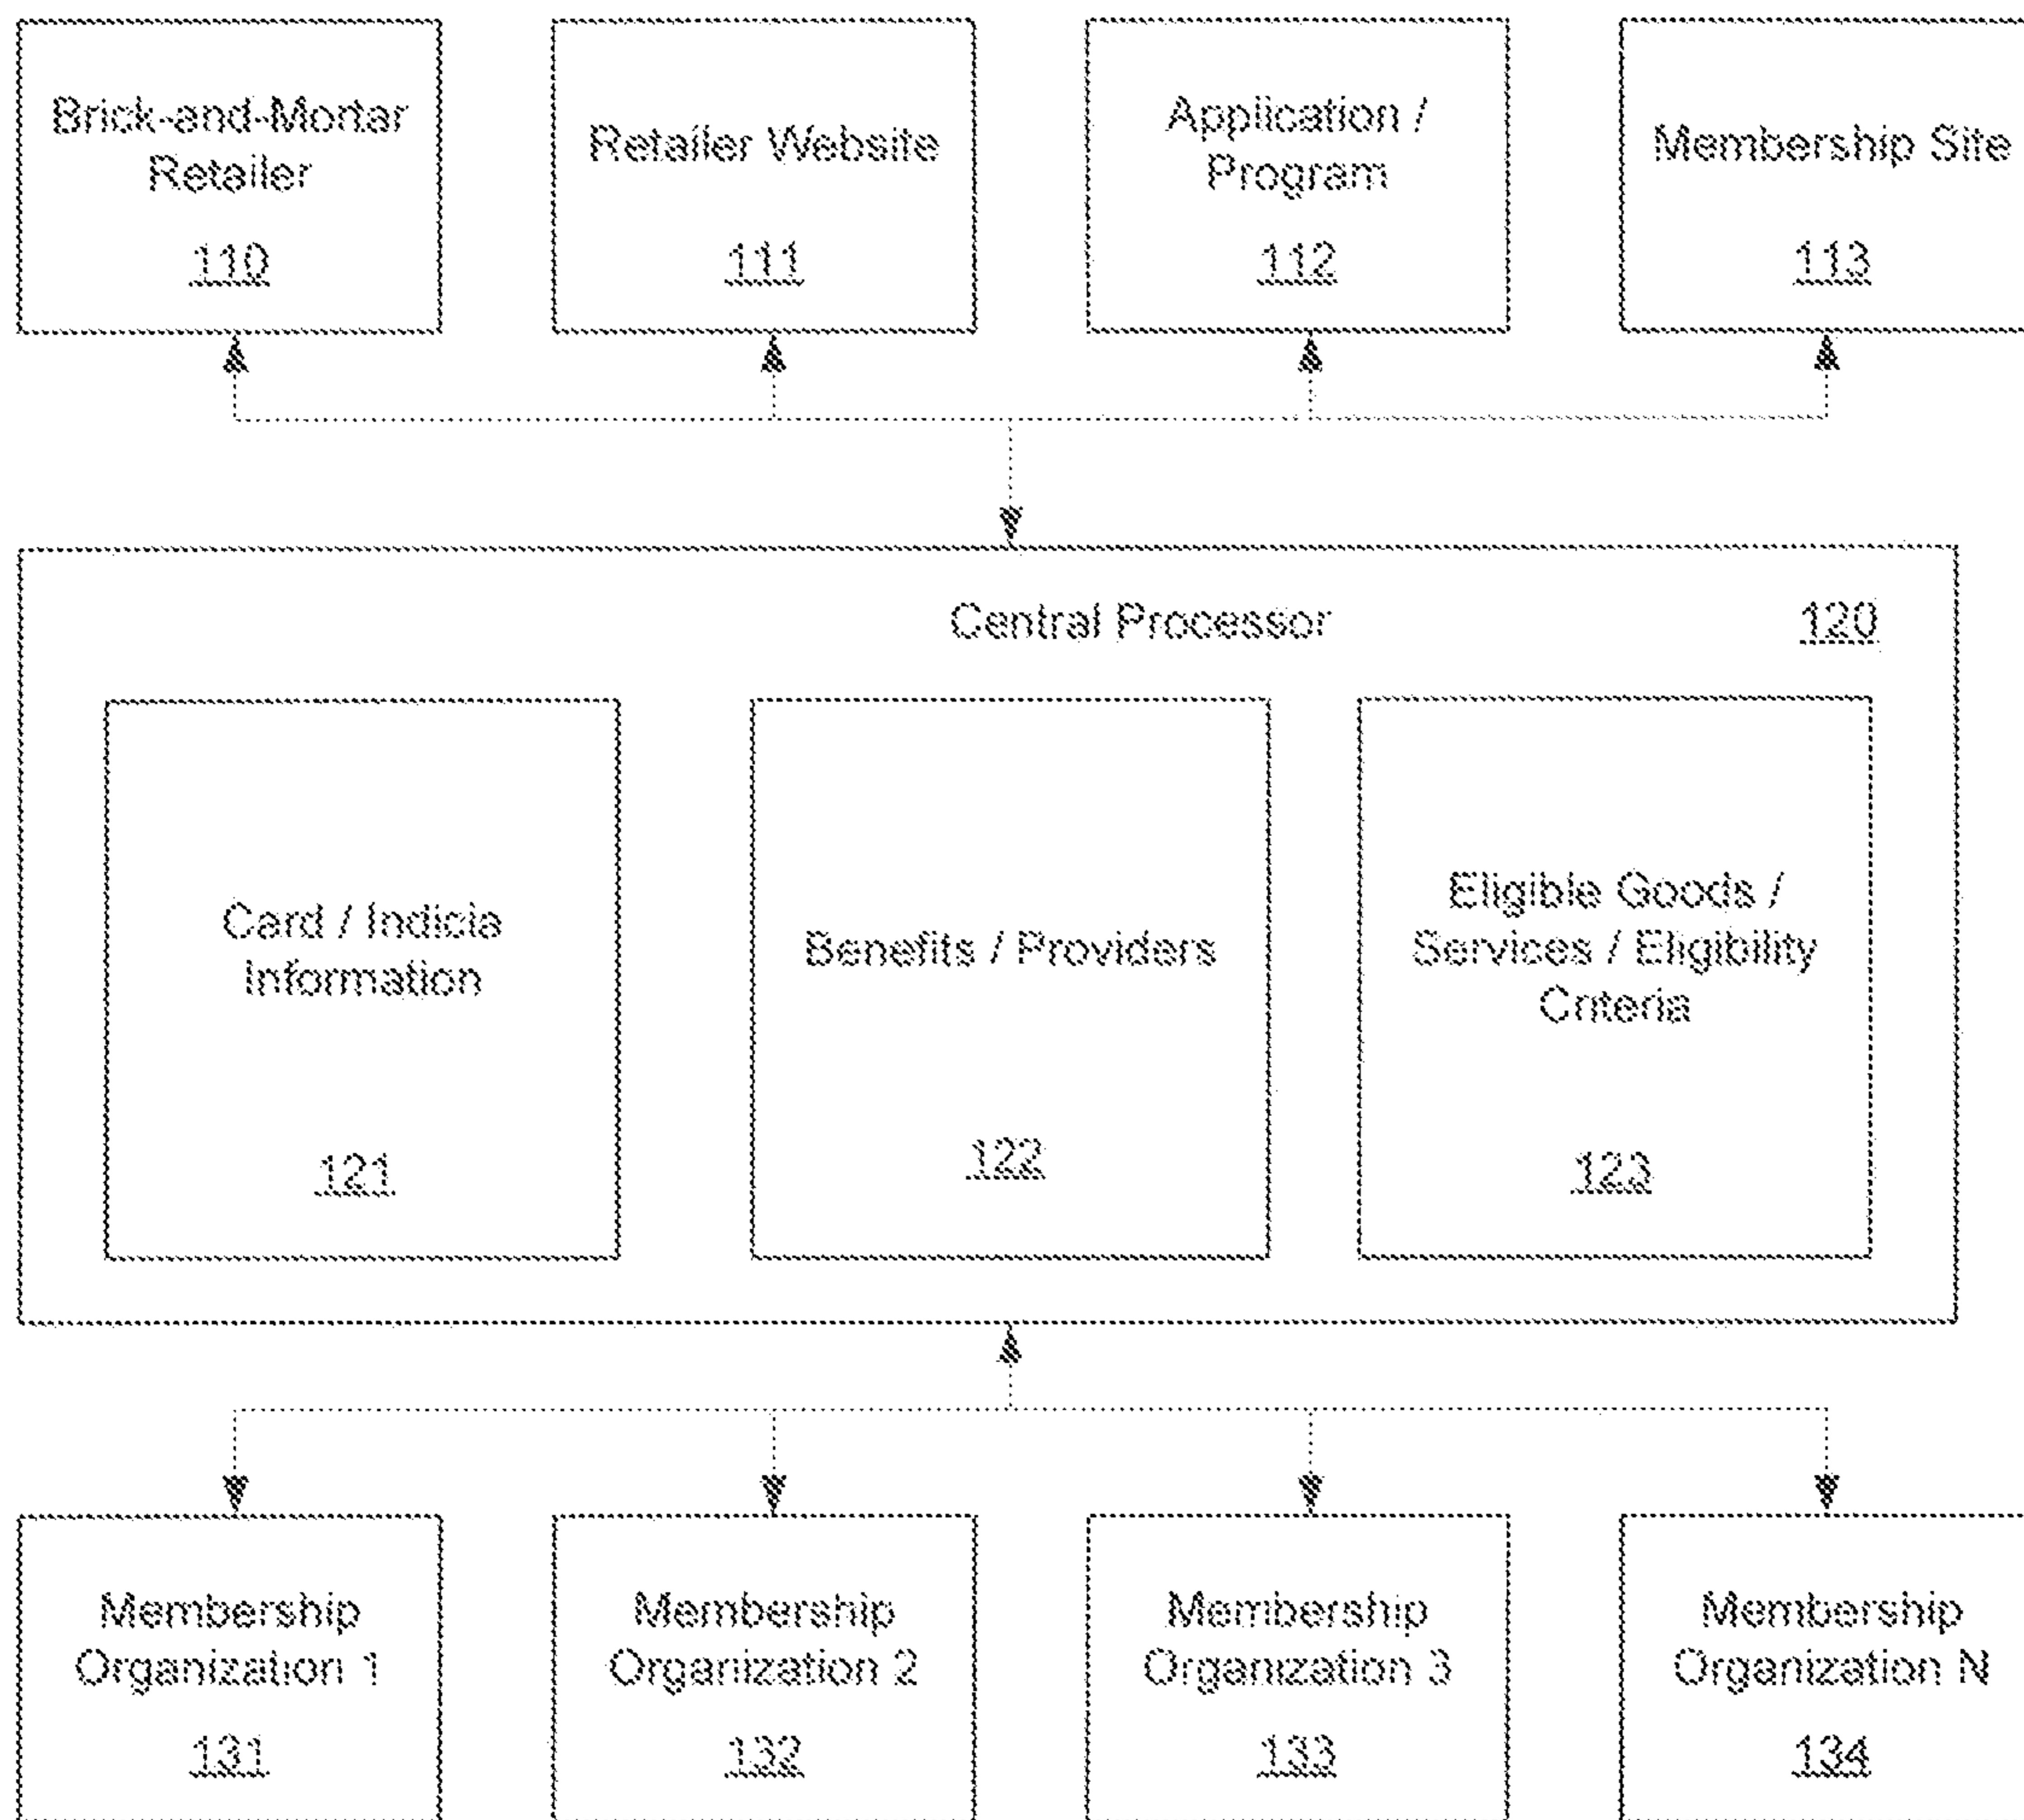 Brick-and-Mortar
Retailer
110
Retailer Website
111
Application /
Program
112
Membership Site
113
Central Processor
120
Card / Indicia
Information
121
Benefits / Providers
122
Eligible Goods /
Services / Eligibility
Criteria
123
Membership
Organization 1
131
Membership
Organization 2
132
Membership
Organization 3
133
Membership
Organization N
134